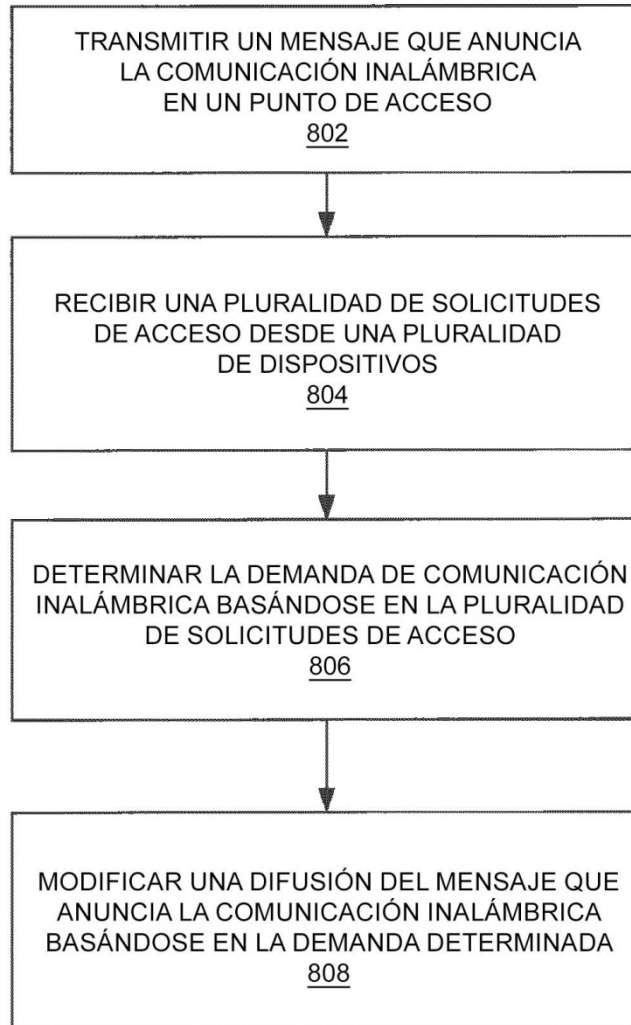 TRANSMITIR UN MENSAJE QUE ANUNCIA
LA COMUNICACIÓN INALÁMBRICA
EN UN PUNTO DE ACCESO
802
RECIBIR UNA PLURALIDAD DE SOLICITUDES
DE ACCESO DESDE UNA PLURALIDAD
DE DISPOSITIVOS
804
DETERMINAR LA DEMANDA DE COMUNICACIÓN
INALÁMBRICA BASÁNDOSE EN LA PLURALIDAD
DE SOLICITUDES DE ACCESO
806
MODIFICAR UNA DIFUSIÓN DEL MENSAJE QUE
ANUNCIA LA COMUNICACIÓN INALÁMBRICA
BASÁNDOSE EN LA DEMANDA DETERMINADA
808